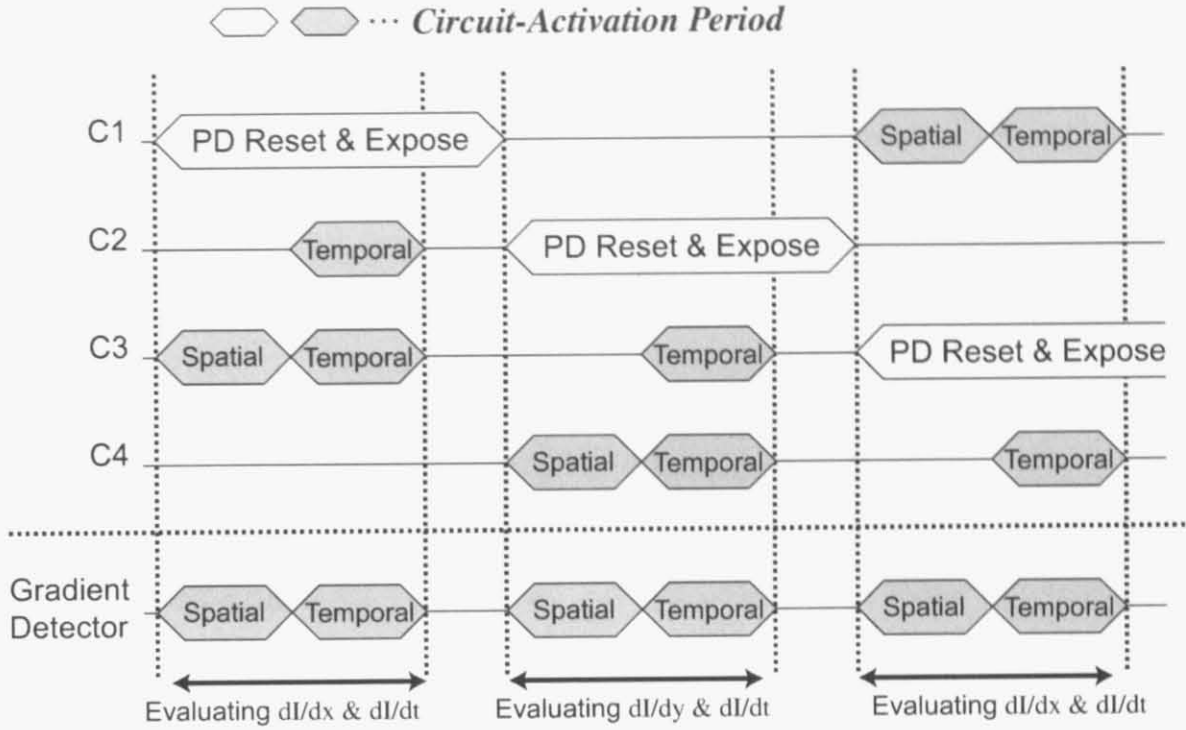 ··· Circuit-Activation Period
C1 PD Reset & Expose Spatial Temporal
C2 Temporal PD Reset & Expose
C3 Spatial Temporal Temporal PD Reset & Expose
C4 Spatial Temporal Temporal
Gradient
Detector
Spatial Temporal Spatial Temporal Spatial Temporal
Evaluating dI/dx & dI/dt Evaluating dI/dy & dI/dt Evaluating dI/dx & dI/dt